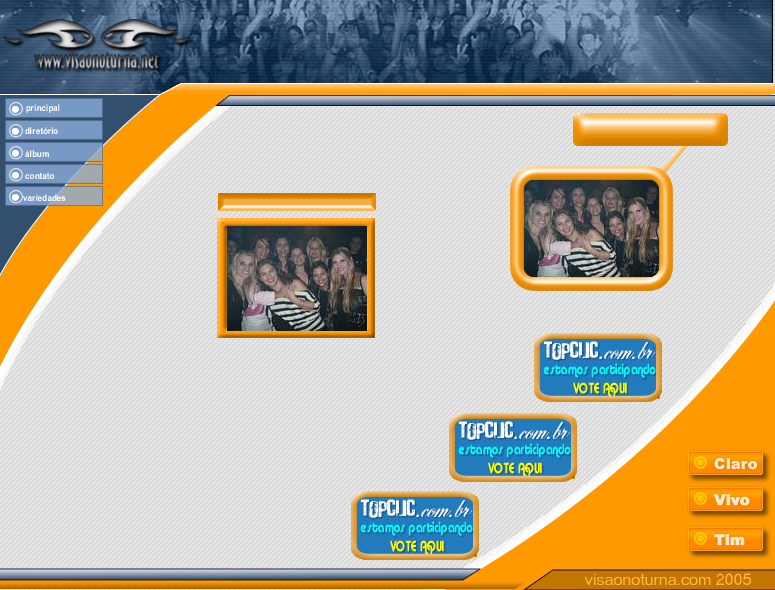 www.visaonoturna.net
principal
diretório
álbum
contato
variedades
TOPCLIC.com.br
estamos participando
VOTE AQUI
TOPCLIC.com.br
estamos participando
VOTE AQUI
TOPCLIC.com.br
estamos participando
VOTE AQUI
Claro
Vivo
Tim
visaonoturna.com 2005